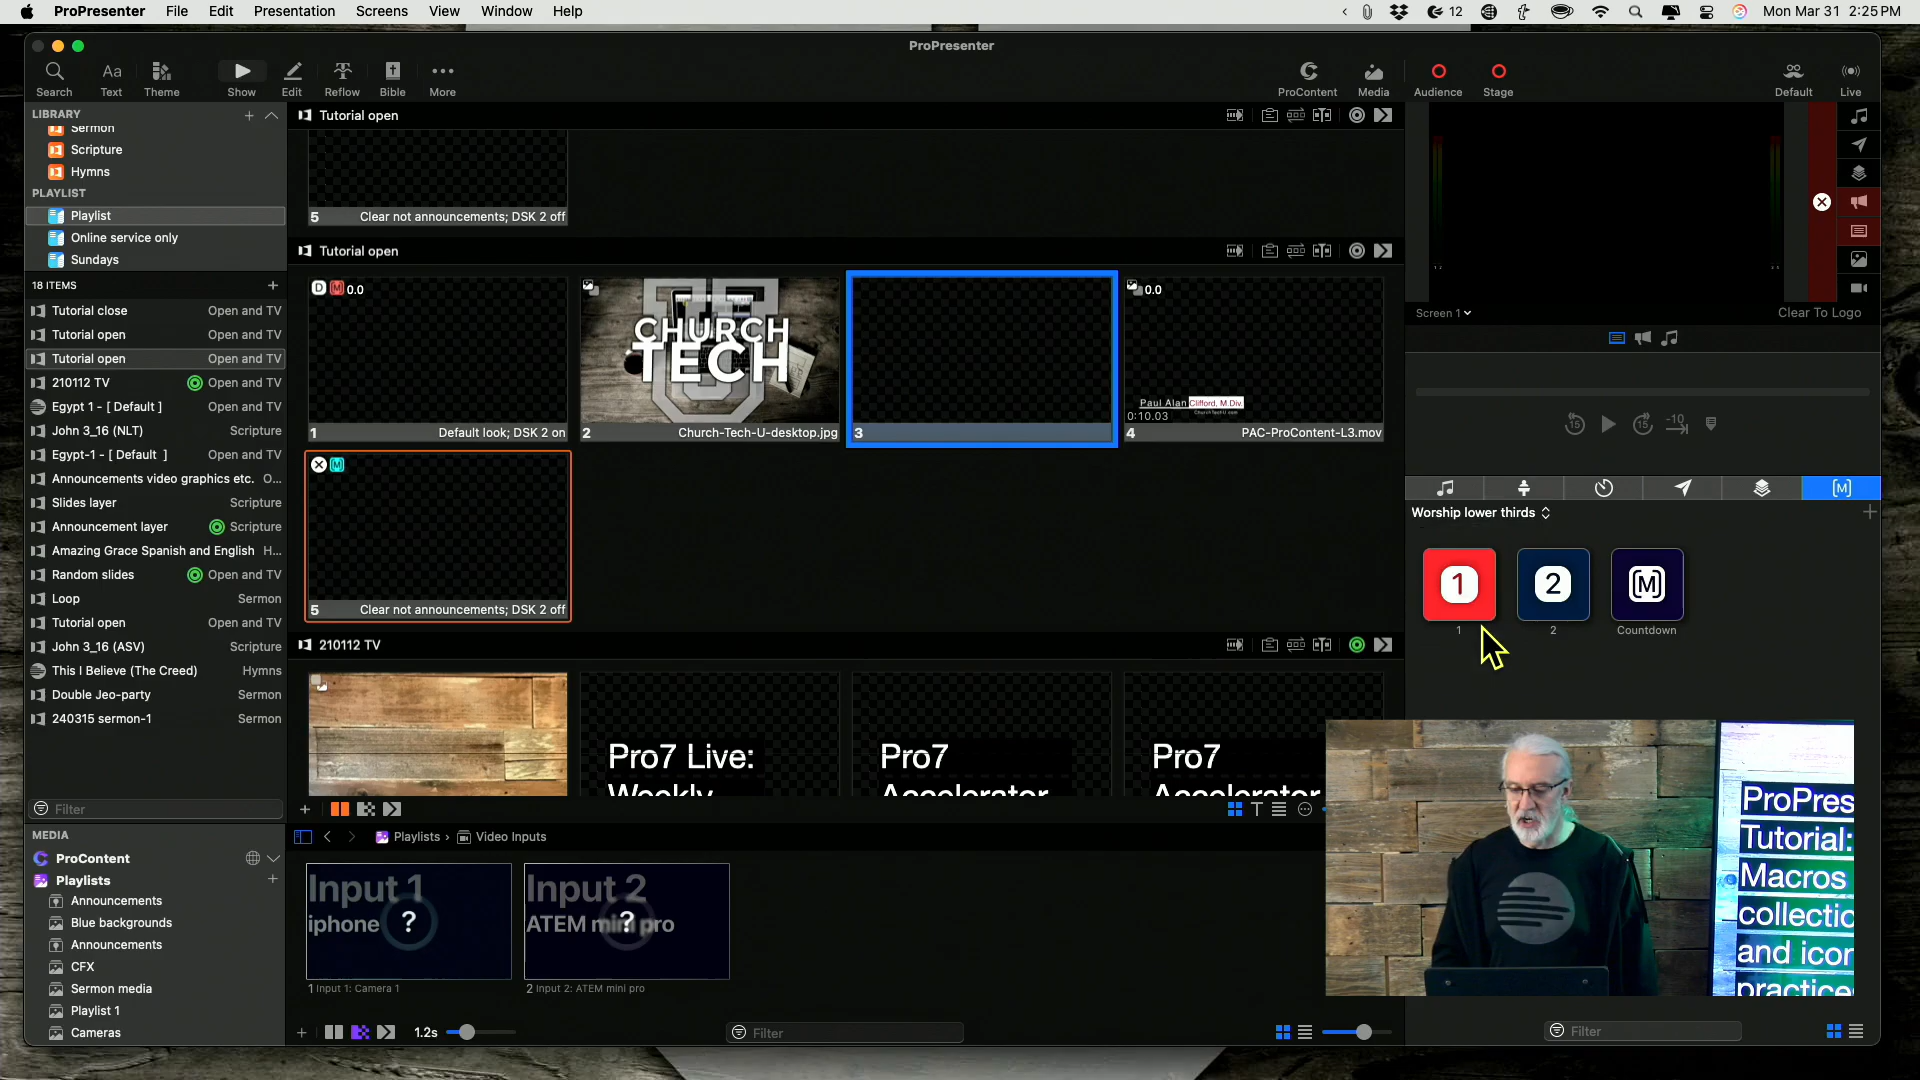 ProPresenter File Edit Presentation Screens View Window Help
12
Mon Mar 31 2:25 PM
ProPresenter
Search
Text
Theme
Show
Edit
Reflow
Bible
More
ProContent
Media
Audience
Stage
Default
Live
LIBRARY
Sermon
Scripture
Hymns
PLAYLIST
Playlist
Online service only
Sundays
18 ITEMS
Tutorial close Open and TV
Tutorial open Open and TV
Tutorial open Open and TV
210112 TV Open and TV
Egypt 1 - [ Default ] Open and TV
John 3_16 (NLT) Scripture
Egypt-1 - [ Default ] Open and TV
Announcements video graphics etc. O...
Slides layer Scripture
Announcement layer Scripture
Amazing Grace Spanish and English H...
Random slides Open and TV
Loop Sermon
Tutorial open Open and TV
John 3_16 (ASV) Scripture
This I Believe (The Creed) Hymns
Double Jeo-party Sermon
240315 sermon-1 Sermon
Filter
MEDIA
ProContent
Playlists
Announcements
Blue backgrounds
Announcements
CFX
Sermon media
Playlist 1
Cameras
Tutorial open
5 Clear not announcements; DSK 2 off
Tutorial open
D M 0.0
1 Default look; DSK 2 on
CHURCH
TECH
2 Church-Tech-U-desktop.jpg
3
0.0
Paul Alan Clifford, M.Div.
ChurchTechU.com
0:10.03
4 PAC-ProContent-L3.mov
M
5 Clear not announcements; DSK 2 off
210112 TV
Pro7 Live:
Weekly
Pro7
Accelerator
Pro7
Accelerator
Playlists › Video Inputs
Input 1
iphone ?
1 Input 1: Camera 1
Input 2
ATEM mini pro
?
2 Input 2: ATEM mini pro
1.2s
Filter
Screen 1
Clear To Logo
15
15
-10
[M]
Worship lower thirds
1
2
[M]
1
2
Countdown
ProPres
Tutorial:
Macros
collectic
and icor
practice
Filter